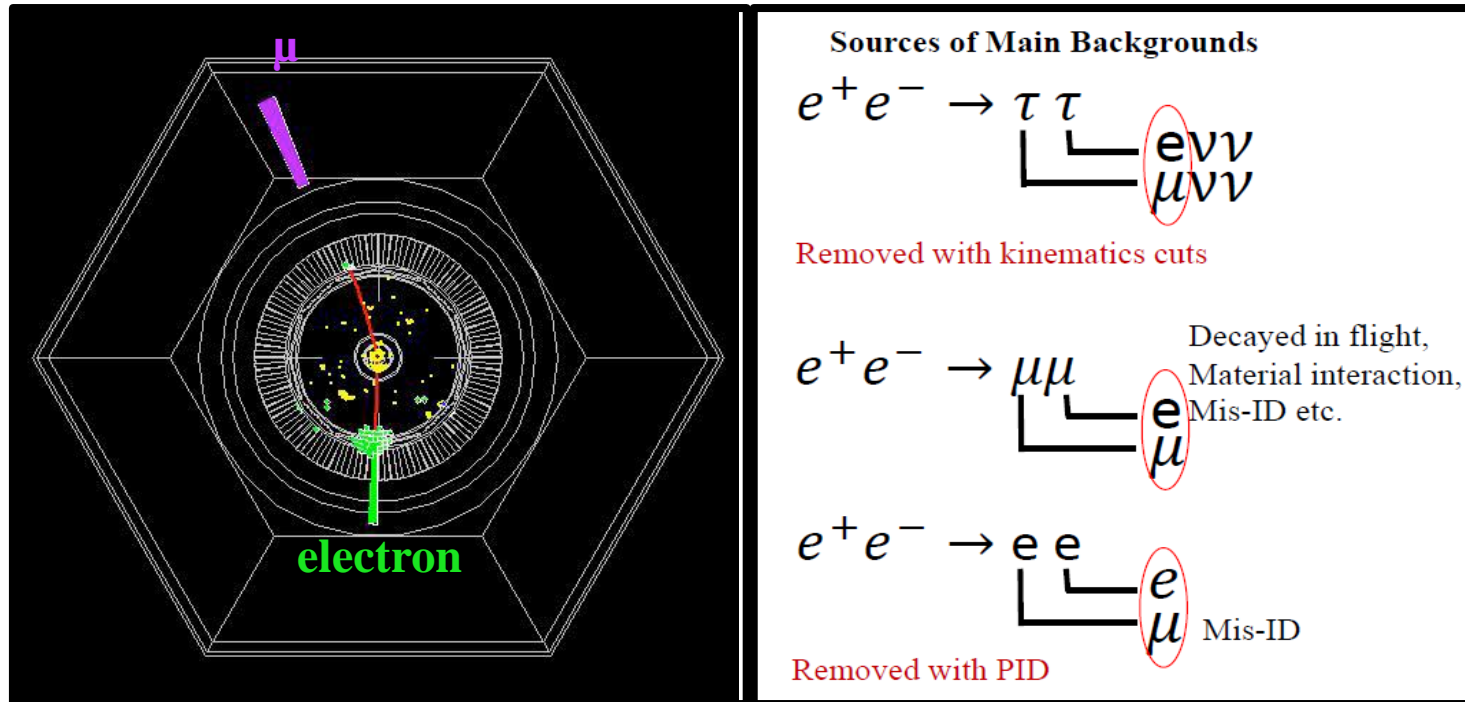 μ
electron
Sources of Main Backgrounds
e⁺e⁻ → τ τ
eνν
μνν
Removed with kinematics cuts
e⁺e⁻ → μμ
Decayed in flight,
Material interaction,
Mis-ID etc.
e
μ
e⁺e⁻ → e e
e
μ
Mis-ID
Removed with PID